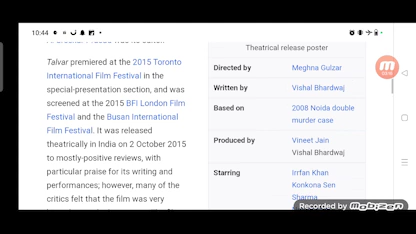 10:44
Theatrical release poster
Talvar premiered at the 2015 Toronto
International Film Festival in the
special-presentation section, and was
screened at the 2015 BFI London Film
Festival and the Busan International
Film Festival. It was released
theatrically in India on 2 October 2015
to mostly-positive reviews, with
particular praise for its writing and
performances; however, many of the
critics felt that the film was very
Directed by Meghna Gulzar
Written by Vishal Bhardwaj
Based on 2008 Noida double
murder case
Produced by Vineet Jain
Vishal Bhardwaj
Starring Irrfan Khan
Konkona Sen
Sharma
Recorded by Mobizen